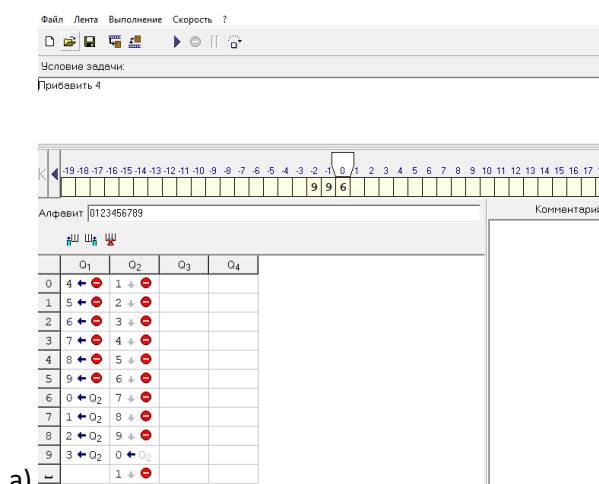 Файл Лента Выполнение Скорость ?
Условие задачи:
Прибавить 4
-19 -18 -17 -16 -15 -14 -13 -12 -11 -10 -9 -8 -7 -6 -5 -4 -3 -2 -1 0 1 2 3 4 5 6 7 8 9 10 11 12 13 14 15 16 17
9 9 6
Алфавит 0123456789
Комментарий
Q1 Q2 Q3 Q4
0 4 ← 1 ↓
1 5 ← 2 ↓
2 6 ← 3 ↓
3 7 ← 4 ↓
4 8 ← 5 ↓
5 9 ← 6 ↓
6 0 ← Q2 7 ↓
7 1 ← Q2 8 ↓
8 2 ← Q2 9 ↓
9 3 ← Q2 0 ← Q2
␣ 1 ↓
а)